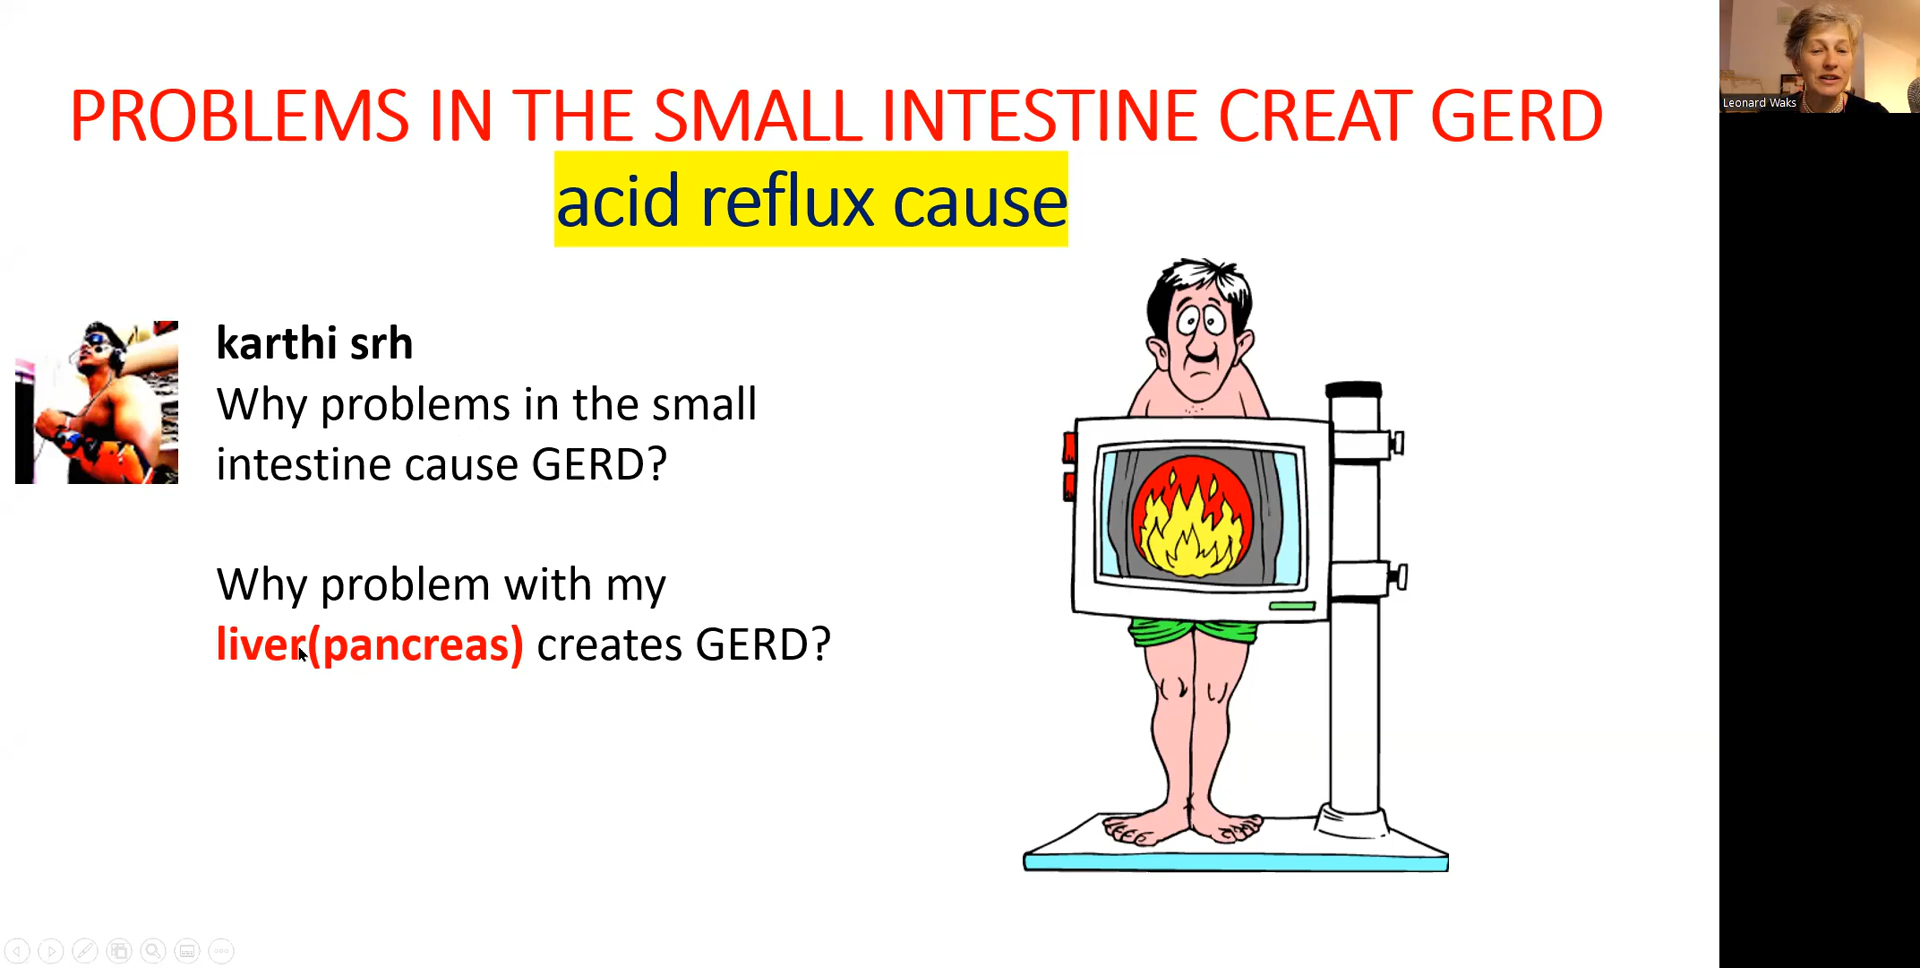 PROBLEMS IN THE SMALL INTESTINE CREAT GERD
acid reflux cause
karthi srh
Why problems in the small
intestine cause GERD?
Why problem with my
liver(pancreas) creates GERD?
Leonard Waks